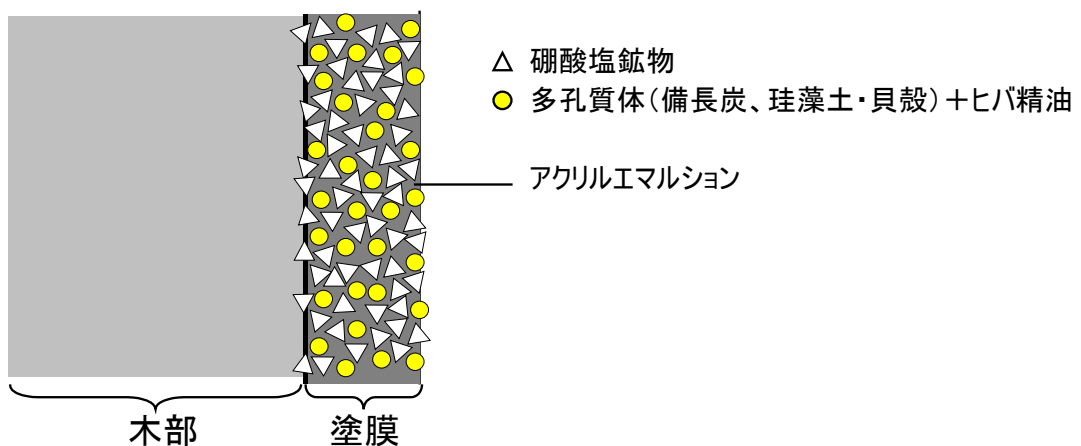 硼酸塩鉱物
多孔質体(備長炭、珪藻土・貝殻)+ヒバ精油
アクリルエマルション
木部
塗膜